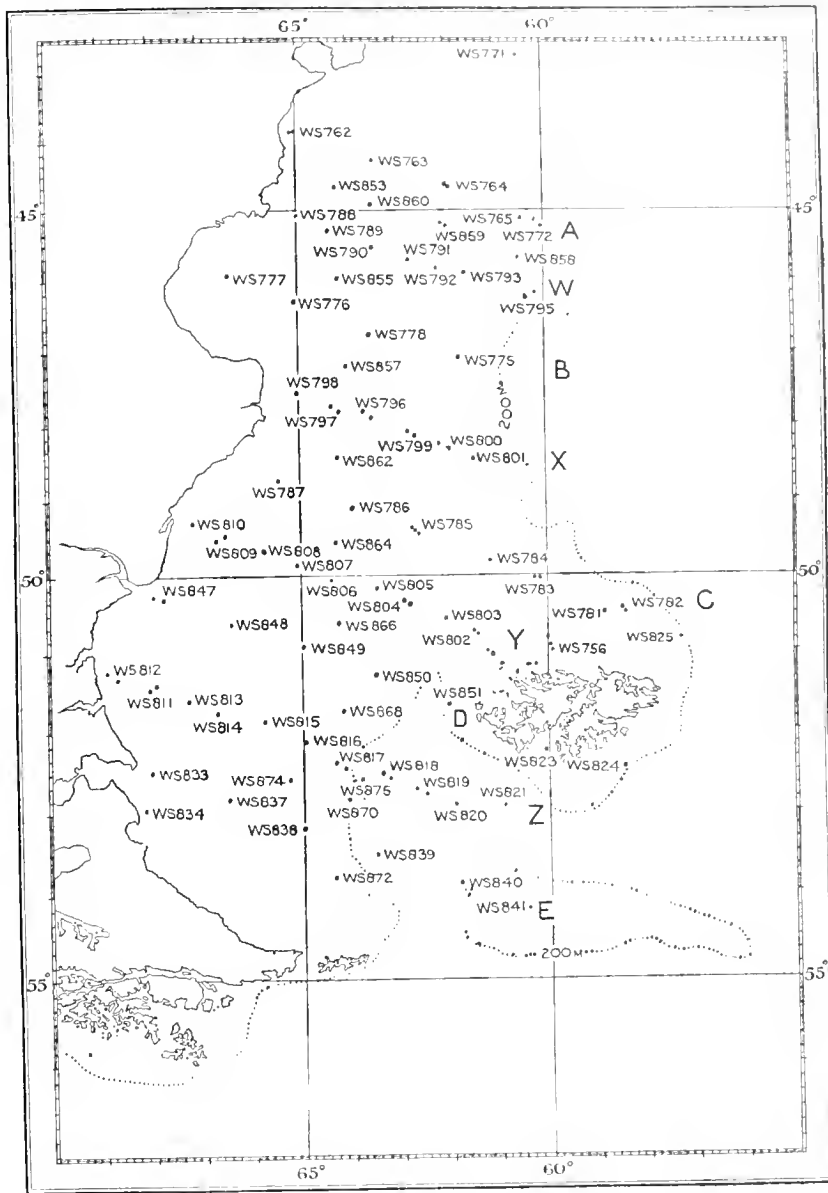 65° 60°
WS771
WS762
WS763
WS853 WS764
WS860
45° WS788 WS765 45°
WS789 WS859 WS772 A
WS790 WS791 WS858
WS777 WS855 WS792 WS793 W
WS776 WS795
WS778
WS857 WS775 B
WS798 200M
WS797 WS796
WS799 WS800
WS862 WS801 X
WS787
WS786
WS810 WS785
WS809 WS808 WS864
WS807 WS784
50° 50°
WS806 WS805 WS783
WS847 WS804 WS781 WS782 C
WS848 WS866 WS803
WS802 Y WS825
WS849 WS756
WS812 WS850
WS811 WS813 WS851
WS814 WS815 WS868 D
WS816
WS817 WS818 WS823 WS824
WS833 WS874 WS875 WS819
WS837 WS870 WS820 WS821
WS834 WS838 Z
WS839
WS872 WS840
WS841 E
200M
55° 55°
65° 60°